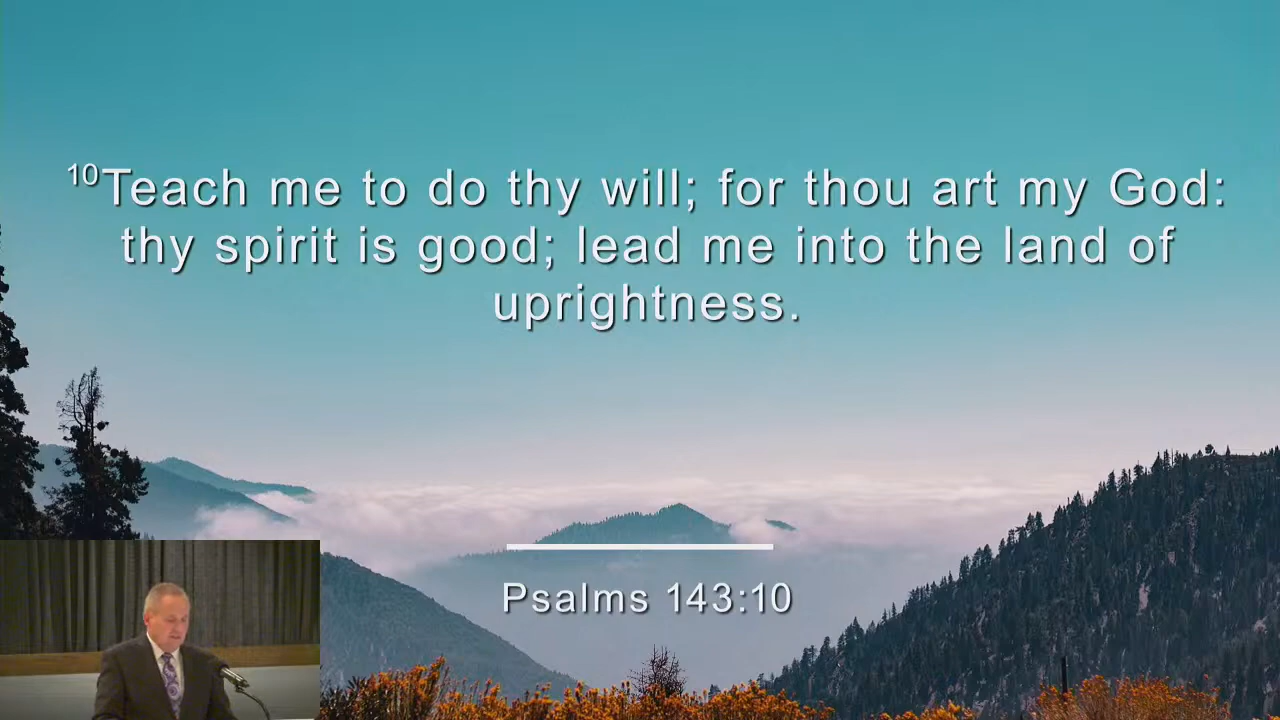 10Teach me to do thy will; for thou art my God:
thy spirit is good; lead me into the land of
uprightness.
Psalms 143:10